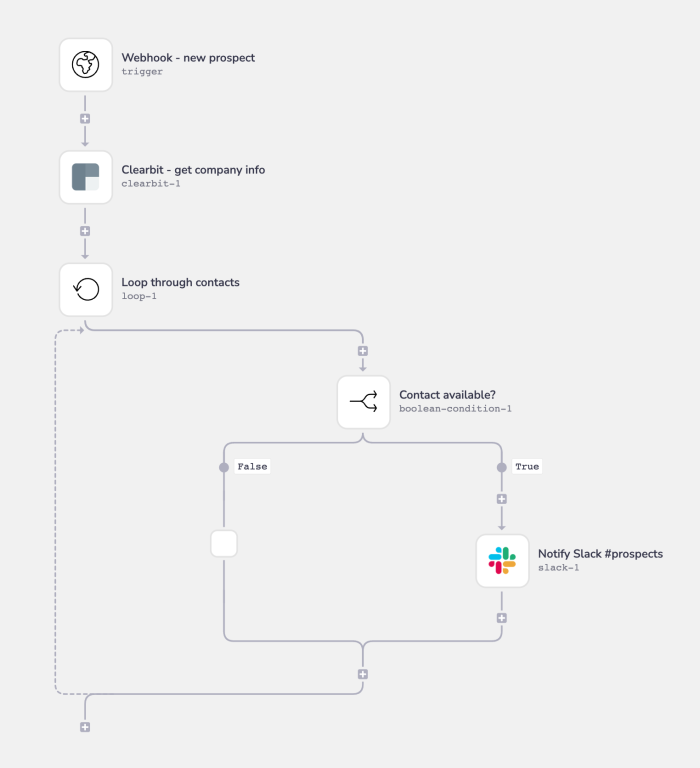 Webhook - new prospect
trigger
Clearbit - get company info
clearbit-1
Loop through contacts
loop-1
Contact available?
boolean-condition-1
False
True
Notify Slack #prospects
slack-1